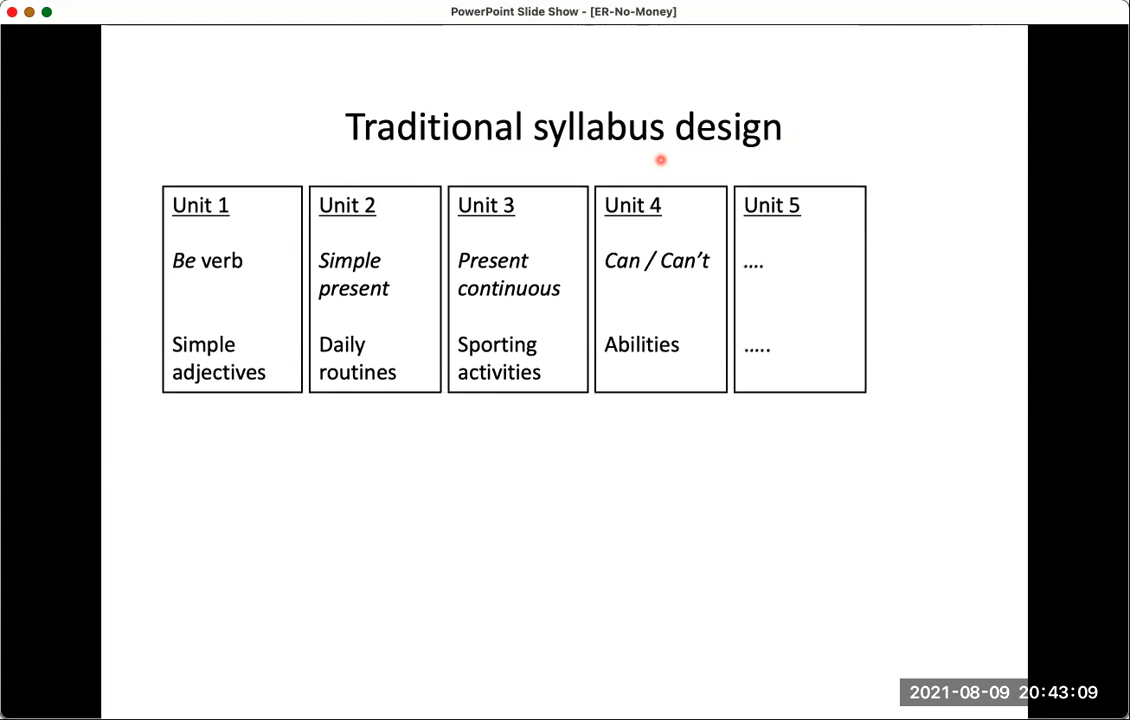 PowerPoint Slide Show - [ER-No-Money]
Traditional syllabus design
Unit 1
Be verb
Simple
adjectives
Unit 2
Simple
present
Daily
routines
Unit 3
Present
continuous
Sporting
activities
Unit 4
Can / Can’t
Abilities
Unit 5
....
.....
2021-08-09 20:43:09